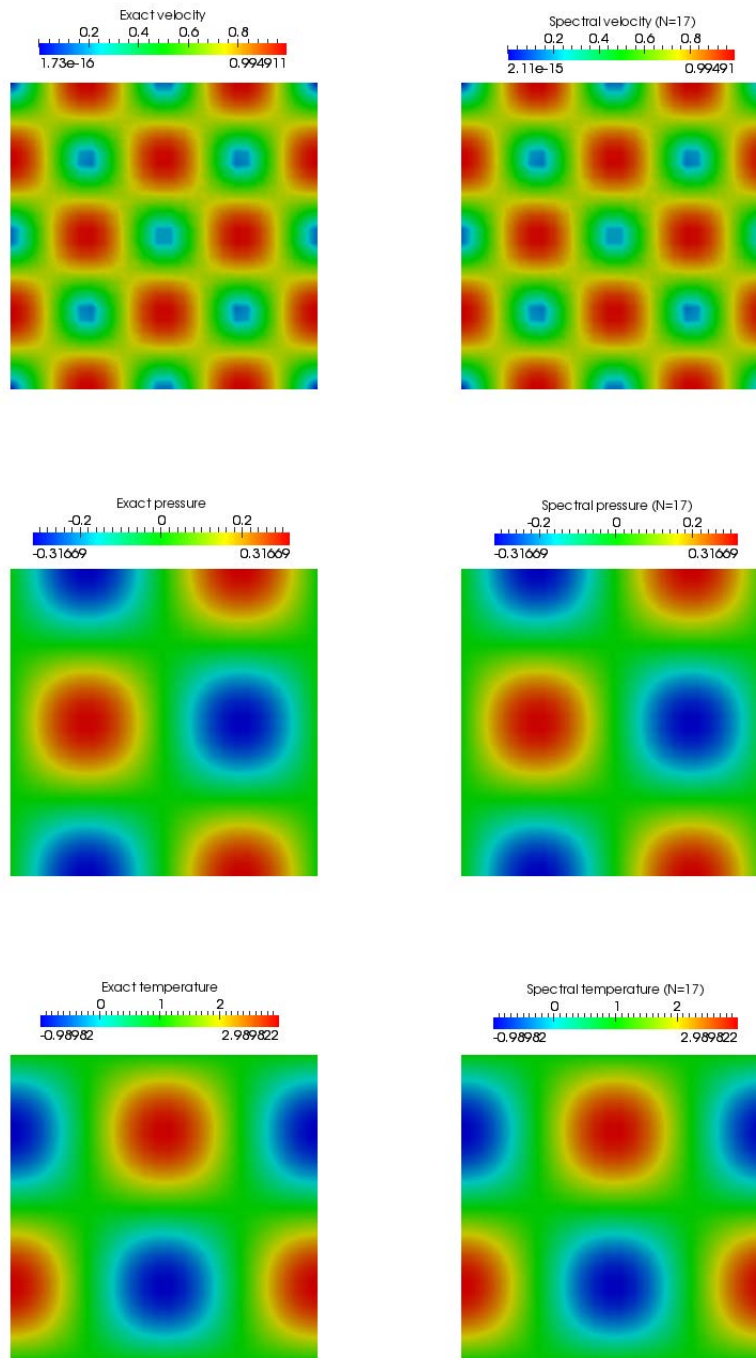 Exact velocity
0.2 0.4 0.6 0.8
1.73e-16 0.994911
Spectral velocity (N=17)
0.2 0.4 0.6 0.8
2.11e-15 0.99491
Exact pressure
-0.2 0 0.2
-0.31669 0.31669
Spectral pressure (N=17)
-0.2 0 0.2
-0.31669 0.31669
Exact temperature
0 1 2
-0.98982 2.989822
Spectral temperature (N=17)
0 1 2
-0.98982 2.989822